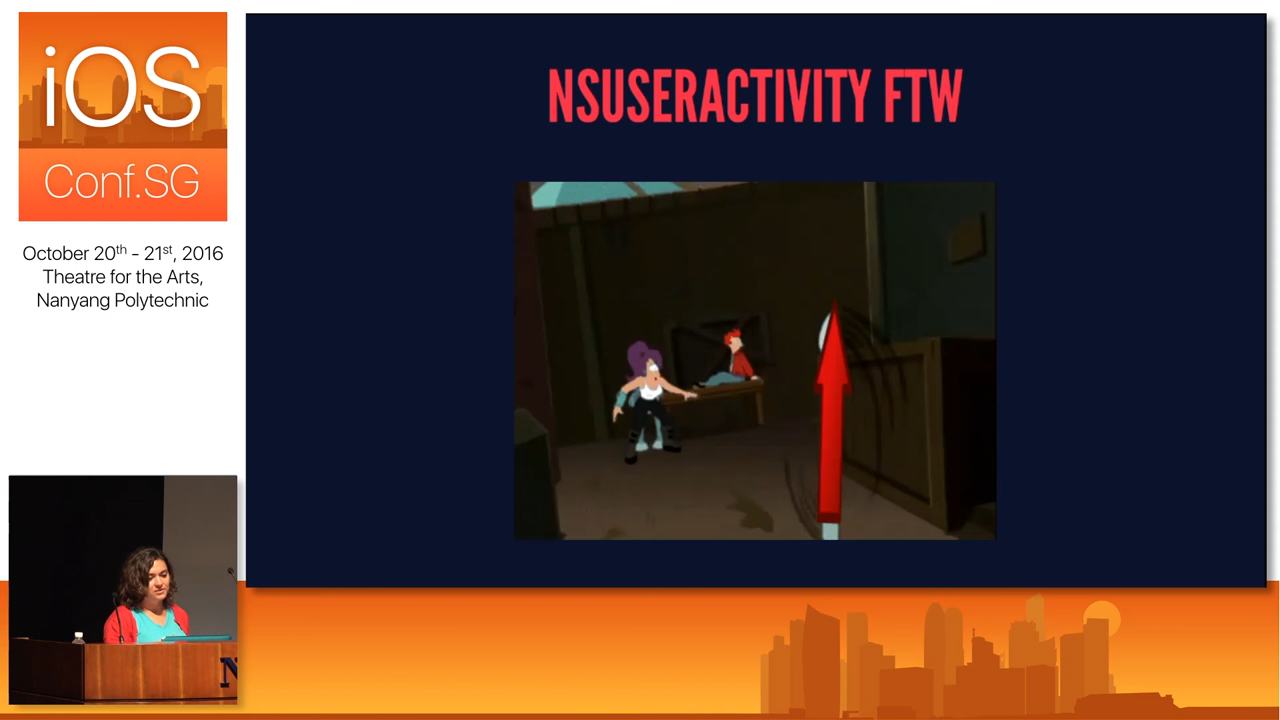 iOS
Conf.SG
October 20th - 21st, 2016
Theatre for the Arts,
Nanyang Polytechnic
NSUSERACTIVITY FTW
N